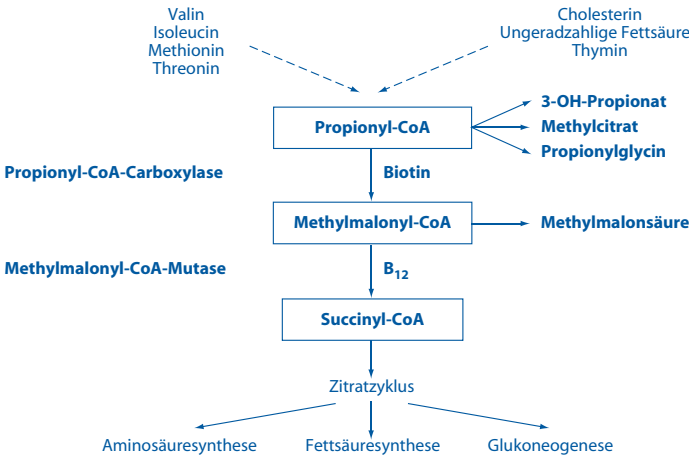 Valin
Isoleucin
Methionin
Threonin
Cholesterin
Ungeradzahlige Fettsäure
Thymin
Propionyl-CoA
3-OH-Propionat
Methylcitrat
Propionylglycin
Propionyl-CoA-Carboxylase
Biotin
Methylmalonyl-CoA
Methylmalonsäure
Methylmalonyl-CoA-Mutase
B12
Succinyl-CoA
Zitratzyklus
Aminosäuresynthese
Fettsäuresynthese
Glukoneogenese